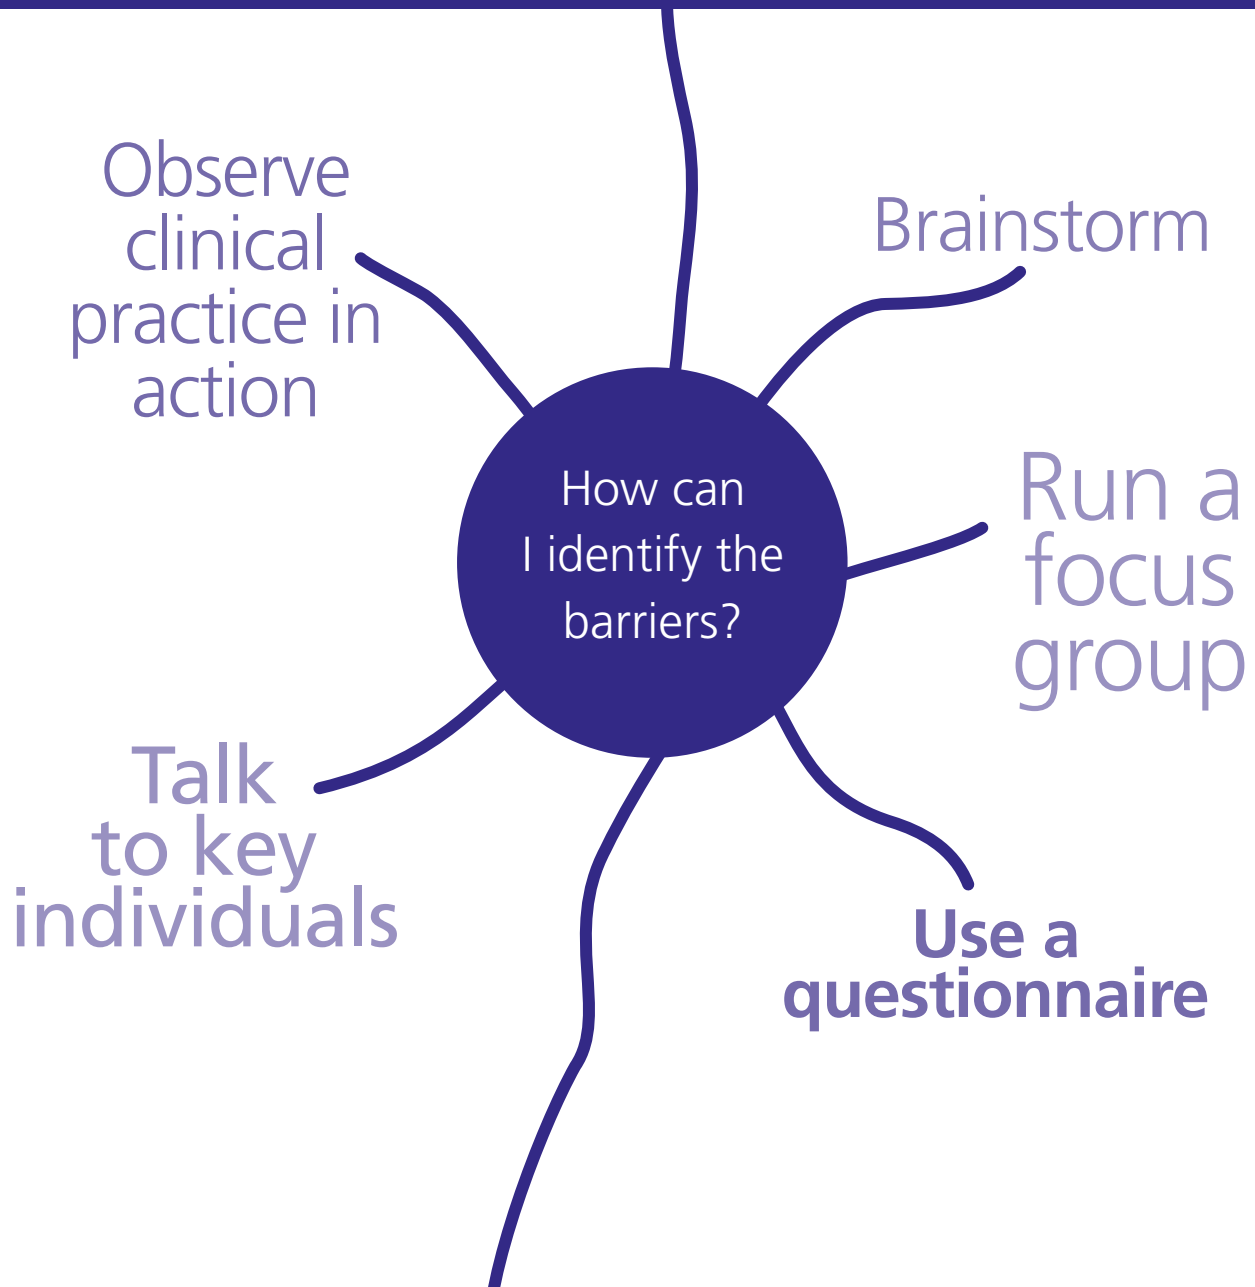 Observe
clinical
practice in
action
Brainstorm
How can
I identify the
barriers?
Run a
focus
group
Talk
to key
individuals
Use a
questionnaire